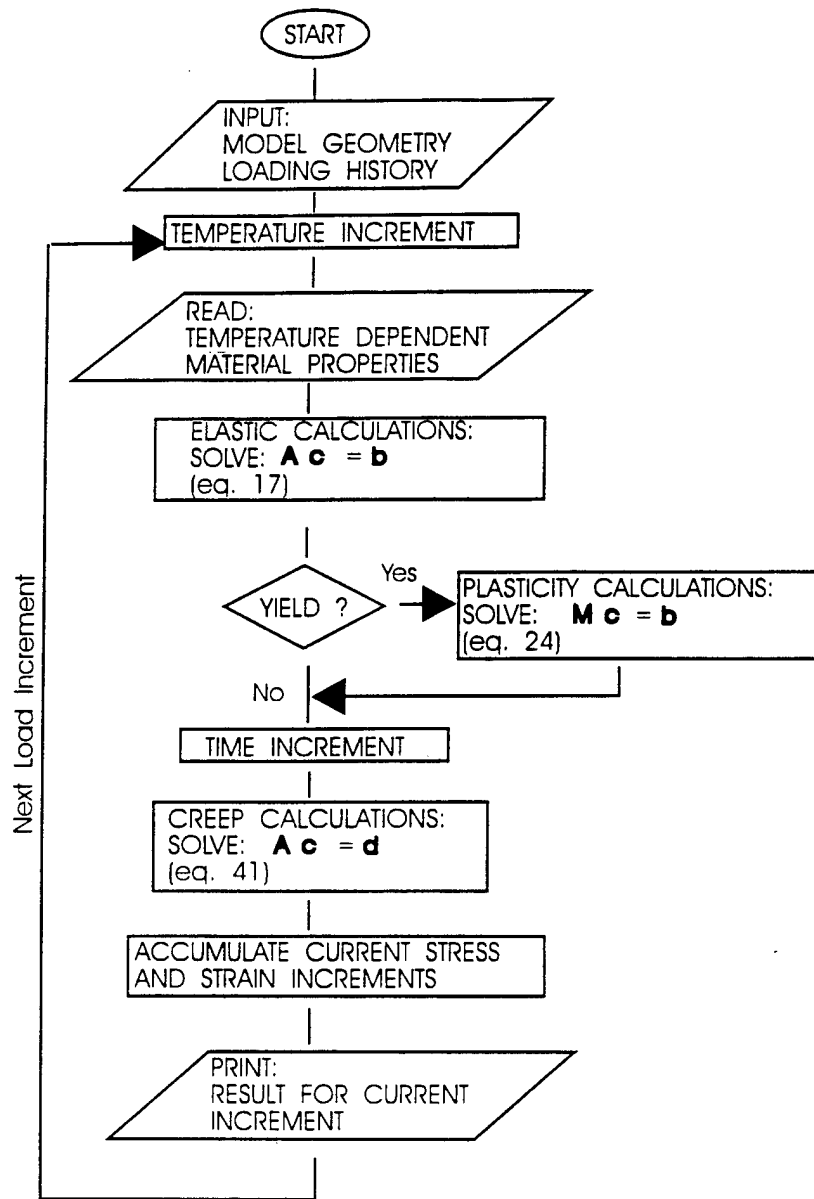 START
INPUT:
MODEL GEOMETRY
LOADING HISTORY
TEMPERATURE INCREMENT
READ:
TEMPERATURE DEPENDENT
MATERIAL PROPERTIES
ELASTIC CALCULATIONS:
SOLVE: A c = b
(eq. 17)
YIELD ?
Yes
PLASTICITY CALCULATIONS:
SOLVE: M c = b
(eq. 24)
No
TIME INCREMENT
CREEP CALCULATIONS:
SOLVE: A c = d
(eq. 41)
ACCUMULATE CURRENT STRESS
AND STRAIN INCREMENTS
PRINT:
RESULT FOR CURRENT
INCREMENT
Next Load Increment